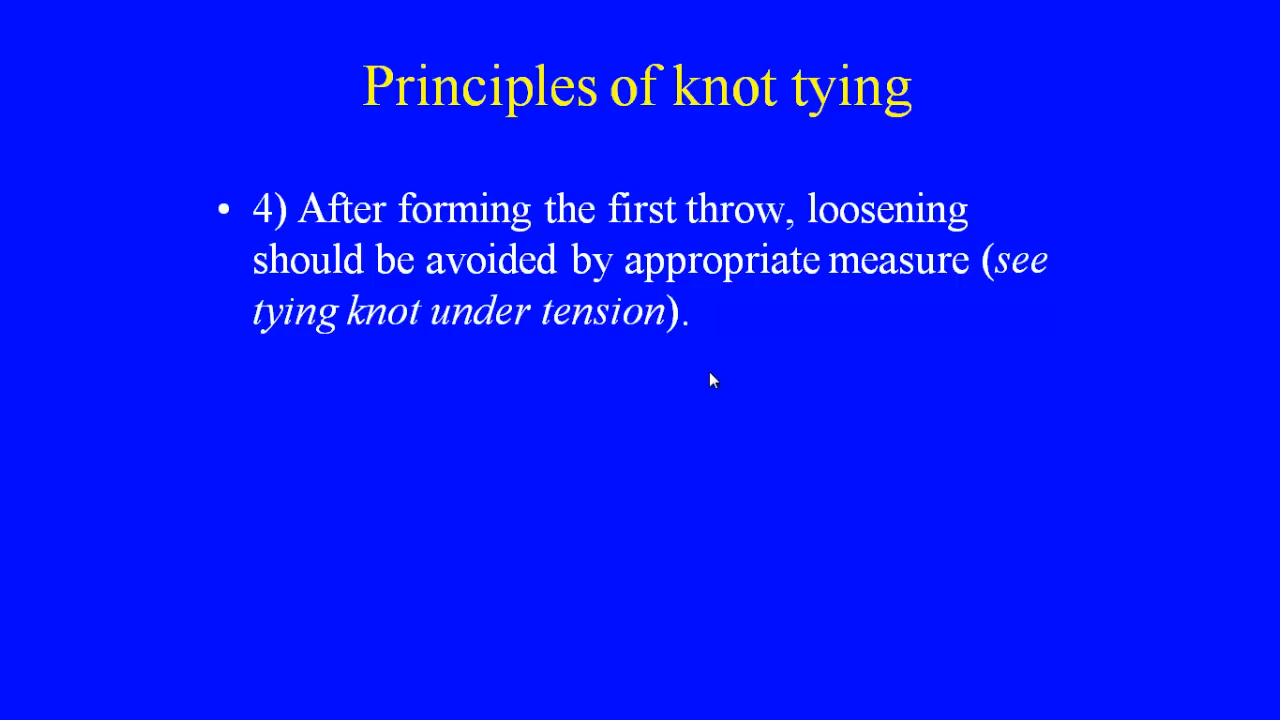 Principles of knot tying
• 4) After forming the first throw, loosening
should be avoided by appropriate measure (see
tying knot under tension).